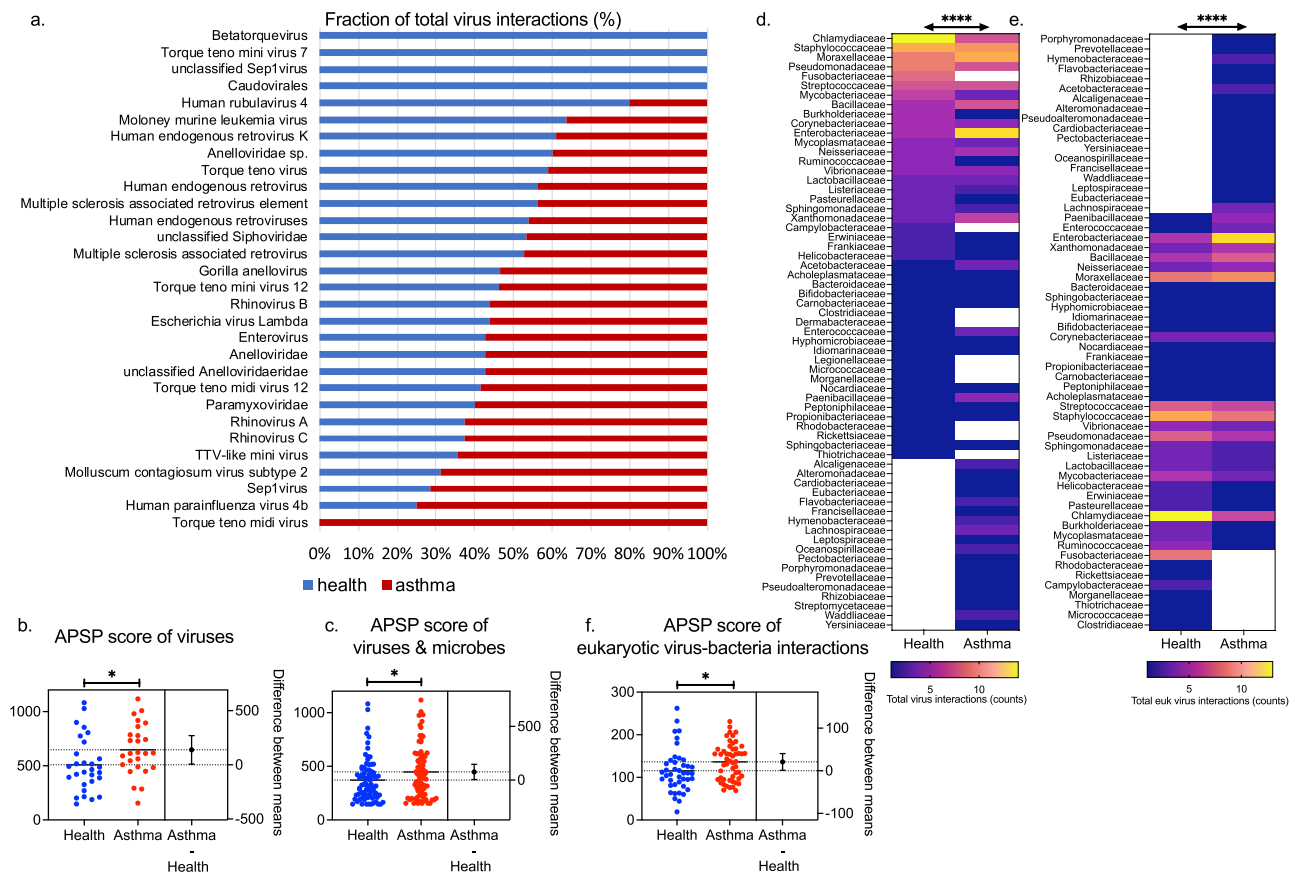 a.
Fraction of total virus interactions (%)
Betatorquevirus
Torque teno mini virus 7
unclassified Sep1virus
Caudovirales
Human rubulavirus 4
Moloney murine leukemia virus
Human endogenous retrovirus K
Anelloviridae sp.
Torque teno virus
Human endogenous retrovirus
Multiple sclerosis associated retrovirus element
Human endogenous retroviruses
unclassified Siphoviridae
Multiple sclerosis associated retrovirus
Gorilla anellovirus
Torque teno mini virus 12
Rhinovirus B
Escherichia virus Lambda
Enterovirus
Anelloviridae
unclassified Anelloviridaeridae
Torque teno midi virus 12
Paramyxoviridae
Rhinovirus A
Rhinovirus C
TTV-like mini virus
Molluscum contagiosum virus subtype 2
Sep1virus
Human parainfluenza virus 4b
Torque teno midi virus
0% 10% 20% 30% 40% 50% 60% 70% 80% 90% 100%
health asthma
b.
APSP score of viruses
*
1000
500
0
500
0
-500
Difference between means
Health Asthma Asthma
-
Health
c.
APSP score of
viruses & microbes
*
1000
500
0
500
0
Difference between means
Health Asthma Asthma
-
Health
d.
****
Chlamydiaceae
Staphylococcaceae
Moraxellaceae
Pseudomonadaceae
Fusobacteriaceae
Streptococcaceae
Mycobacteriaceae
Bacillaceae
Burkholderiaceae
Corynebacteriaceae
Enterobacteriaceae
Mycoplasmataceae
Neisseriaceae
Ruminococcaceae
Vibrionaceae
Lactobacillaceae
Listeriaceae
Pasteurellaceae
Sphingomonadaceae
Xanthomonadaceae
Campylobacteraceae
Erwiniaceae
Frankiaceae
Helicobacteraceae
Acetobacteraceae
Acholeplasmataceae
Bacteroidaceae
Bifidobacteriaceae
Carnobacteriaceae
Clostridiaceae
Dermabacteraceae
Enterococcaceae
Hyphomicrobiaceae
Idiomarinaceae
Legionellaceae
Micrococcaceae
Morganellaceae
Nocardiaceae
Paenibacillaceae
Peptoniphilaceae
Propionibacteriaceae
Rhodobacteraceae
Rickettsiaceae
Sphingobacteriaceae
Thiotrichaceae
Alcaligenaceae
Alteromonadaceae
Cardiobacteriaceae
Eubacteriaceae
Flavobacteriaceae
Francisellaceae
Hymenobacteraceae
Lachnospiraceae
Leptospiraceae
Oceanospirillaceae
Pectobacteriaceae
Porphyromonadaceae
Prevotellaceae
Pseudoalteromonadaceae
Rhizobiaceae
Streptomycetaceae
Waddliaceae
Yersiniaceae
Health Asthma
5 10
Total virus interactions (counts)
e.
****
Porphyromonadaceae
Prevotellaceae
Hymenobacteraceae
Flavobacteriaceae
Rhizobiaceae
Acetobacteraceae
Alcaligenaceae
Alteromonadaceae
Pseudoalteromonadaceae
Cardiobacteriaceae
Pectobacteriaceae
Yersiniaceae
Oceanospirillaceae
Francisellaceae
Waddliaceae
Leptospiraceae
Eubacteriaceae
Lachnospiraceae
Paenibacillaceae
Enterococcaceae
Enterobacteriaceae
Xanthomonadaceae
Bacillaceae
Neisseriaceae
Moraxellaceae
Bacteroidaceae
Sphingobacteriaceae
Hyphomicrobiaceae
Idiomarinaceae
Bifidobacteriaceae
Corynebacteriaceae
Nocardiaceae
Frankiaceae
Propionibacteriaceae
Carnobacteriaceae
Peptoniphilaceae
Acholeplasmataceae
Streptococcaceae
Staphylococcaceae
Vibrionaceae
Pseudomonadaceae
Sphingomonadaceae
Listeriaceae
Lactobacillaceae
Mycobacteriaceae
Helicobacteraceae
Erwiniaceae
Pasteurellaceae
Chlamydiaceae
Burkholderiaceae
Mycoplasmataceae
Ruminococcaceae
Fusobacteriaceae
Rhodobacteraceae
Rickettsiaceae
Campylobacteraceae
Morganellaceae
Thiotrichaceae
Micrococcaceae
Clostridiaceae
Health Asthma
5 10
Total euk virus interactions (counts)
f.
APSP score of
eukaryotic virus-bacteria interactions
*
300
200
100
0
100
0
-100
Difference between means
Health Asthma Asthma
-
Health